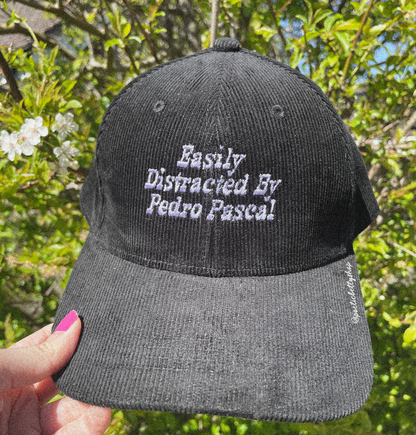 Easily
Distracted By
Pedro Pascal